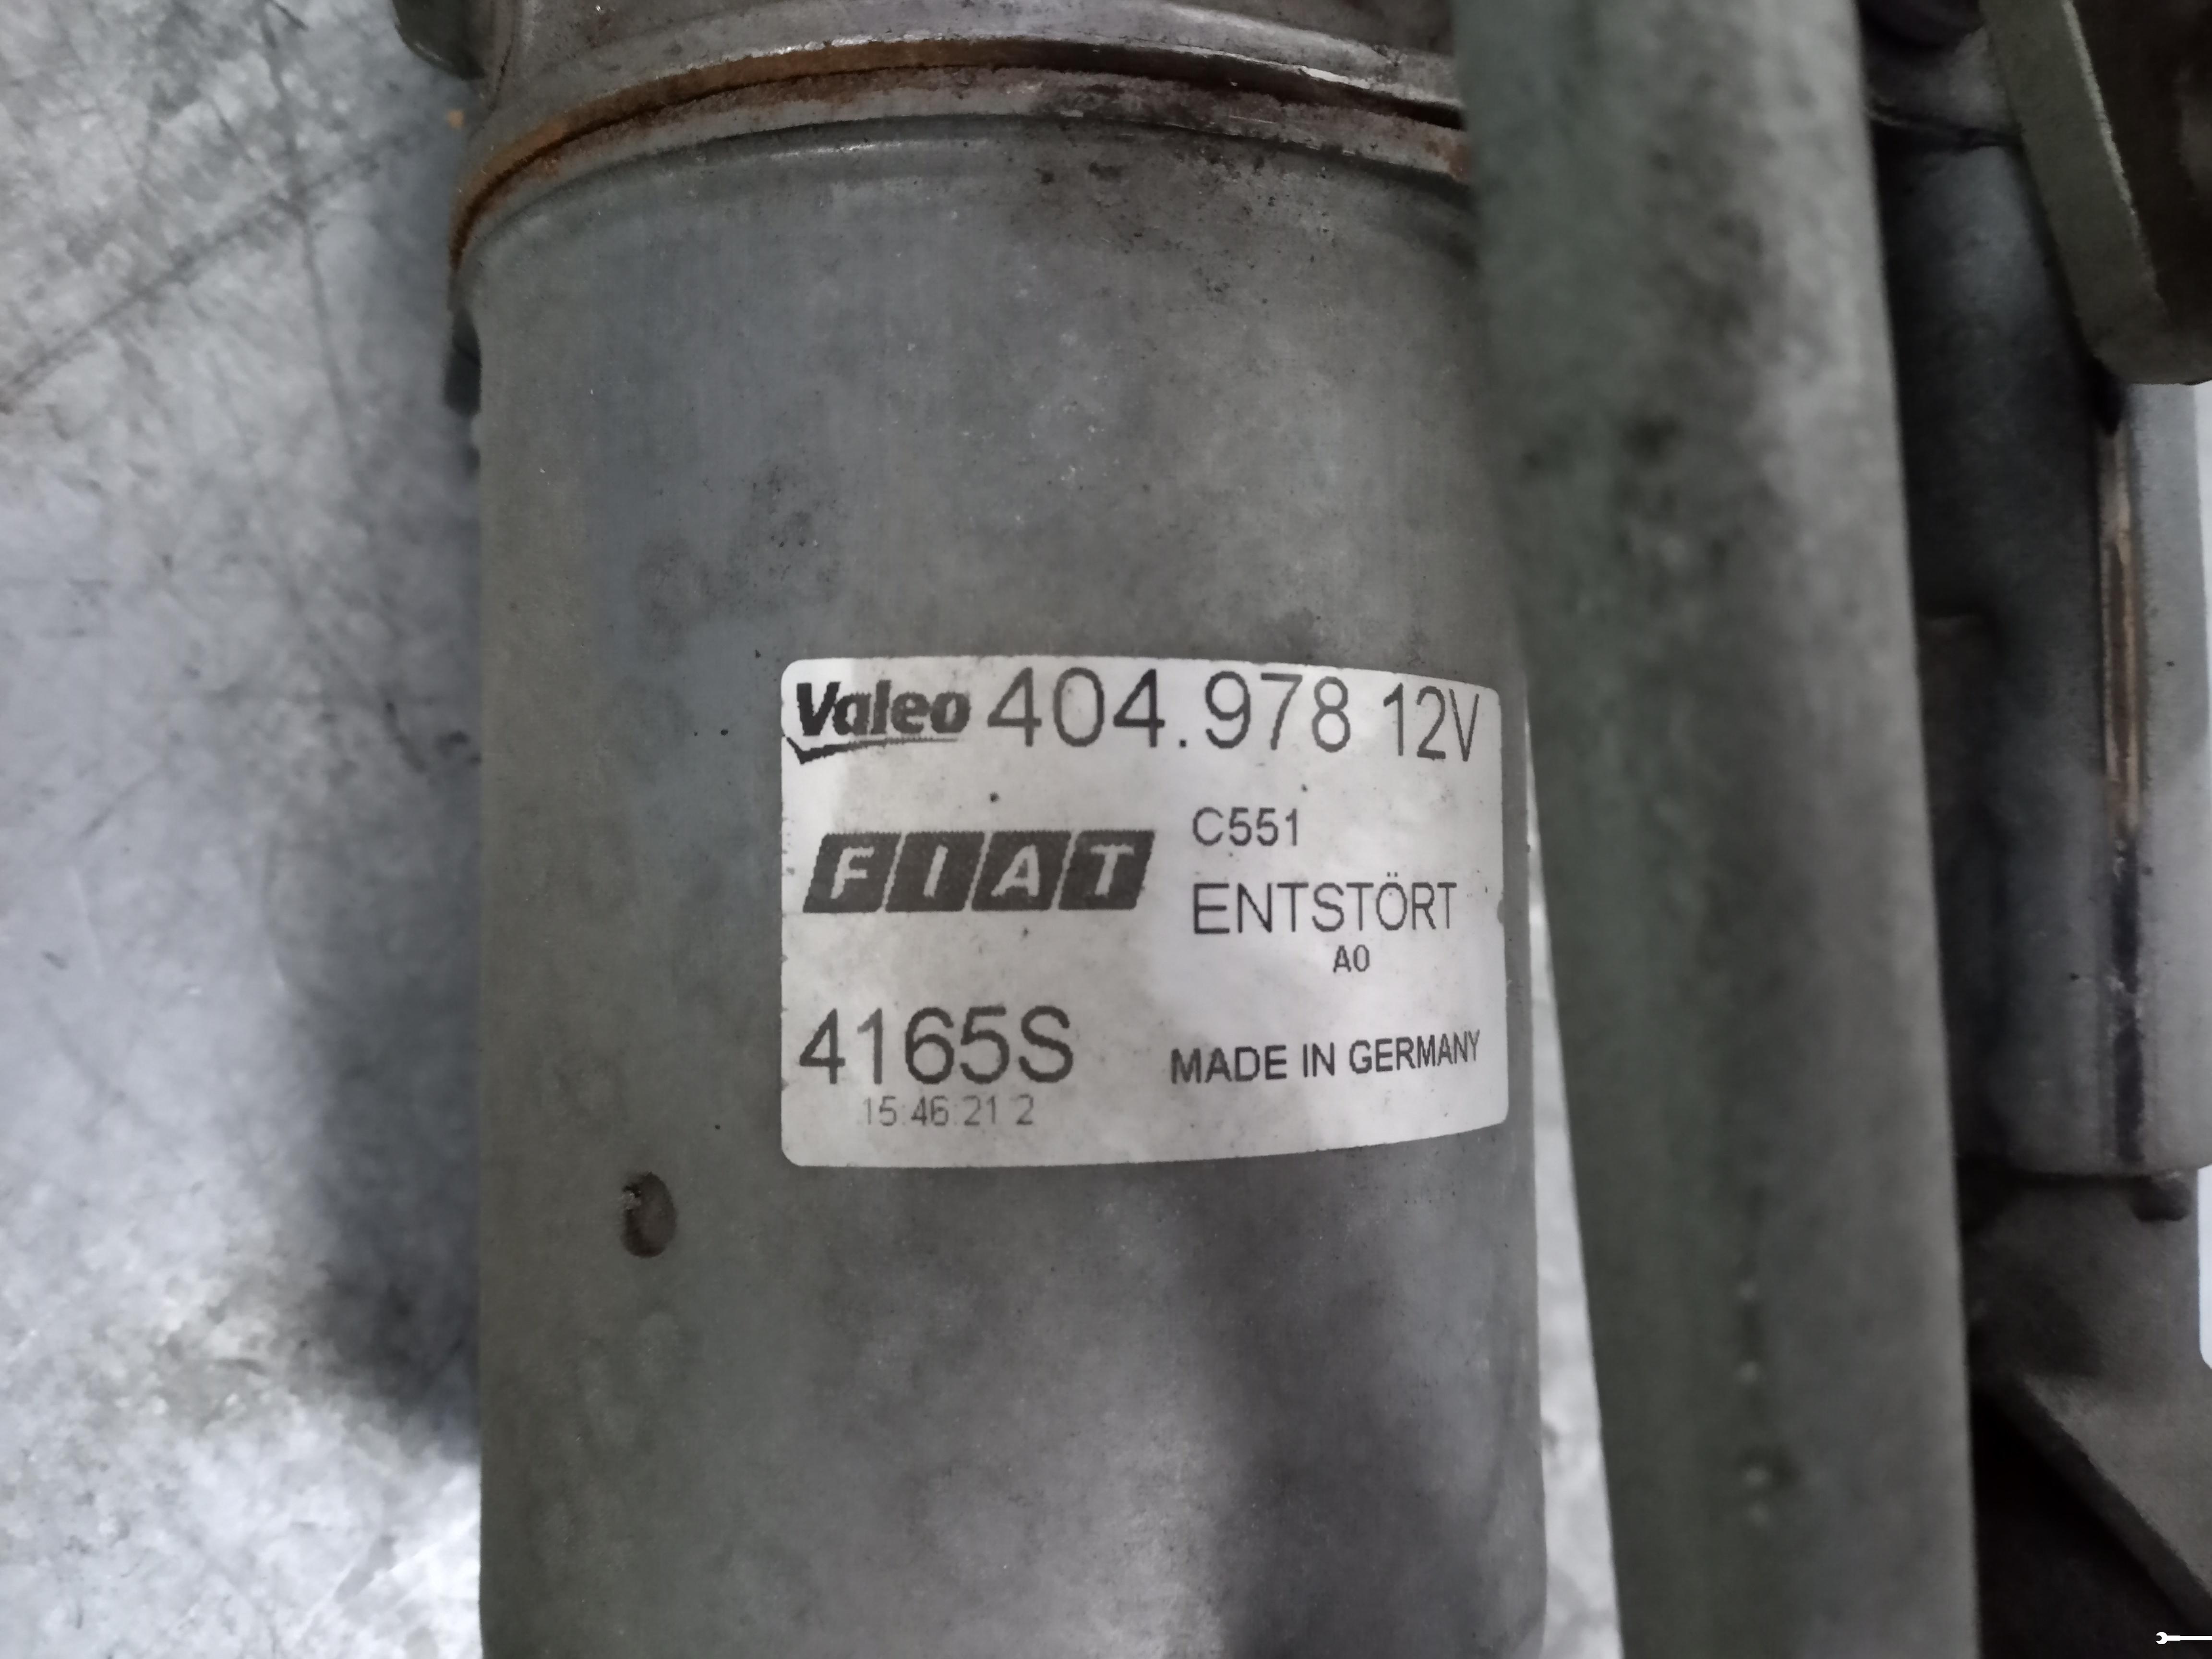 Valeo 404.978 12V
FIAT
C551
ENTSTÖRT
A0
4165S
MADE IN GERMANY
15:46:21 2